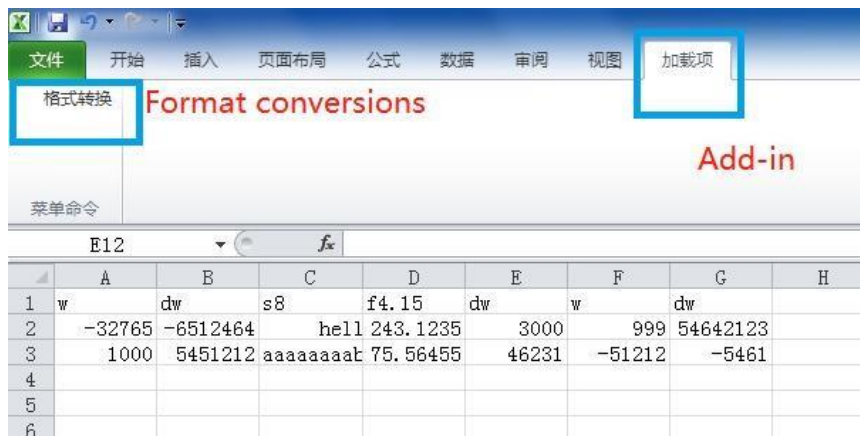 文件 开始 插入 页面布局 公式 数据 审阅 视图 加载项
格式转换 Format conversions
Add-in
菜单命令
E12 fx
A B C D E F G H
1 w dw s8 f4.15 dw w dw
2 -32765 -6512464 hell 243.1235 3000 999 54642123
3 1000 5451212 aaaaaaaab 75.56455 46231 -51212 -5461
4
5
6